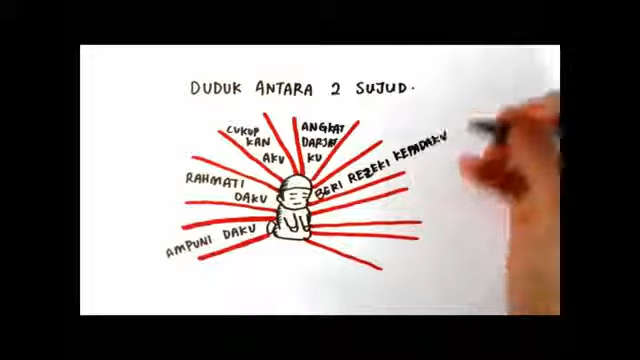 DUDUK ANTARA 2 SUJUD.
CUKUP
KAN
AKU
ANGKAT
DARJAT
KU
RAHMATI
DAKU
BERI REZEKI KEPADAKU
AMPUNI DAKU